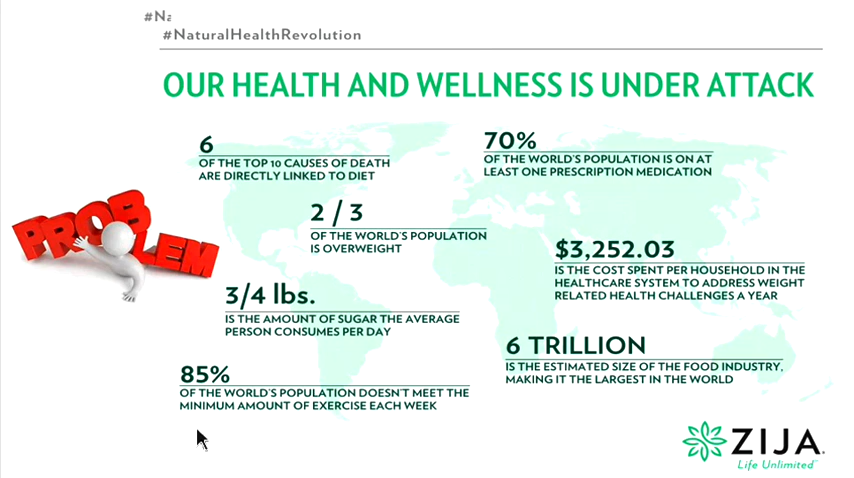 #Na
#NaturalHealthRevolution
OUR HEALTH AND WELLNESS IS UNDER ATTACK
6
OF THE TOP 10 CAUSES OF DEATH
ARE DIRECTLY LINKED TO DIET
70%
OF THE WORLD'S POPULATION IS ON AT
LEAST ONE PRESCRIPTION MEDICATION
PROBLEM
2 / 3
OF THE WORLD'S POPULATION
IS OVERWEIGHT
$3,252.03
IS THE COST SPENT PER HOUSEHOLD IN THE
HEALTHCARE SYSTEM TO ADDRESS WEIGHT
RELATED HEALTH CHALLENGES A YEAR
3/4 lbs.
IS THE AMOUNT OF SUGAR THE AVERAGE
PERSON CONSUMES PER DAY
6 TRILLION
IS THE ESTIMATED SIZE OF THE FOOD INDUSTRY,
MAKING IT THE LARGEST IN THE WORLD
85%
OF THE WORLD'S POPULATION DOESN'T MEET THE
MINIMUM AMOUNT OF EXERCISE EACH WEEK
ZIJA
Life Unlimited™